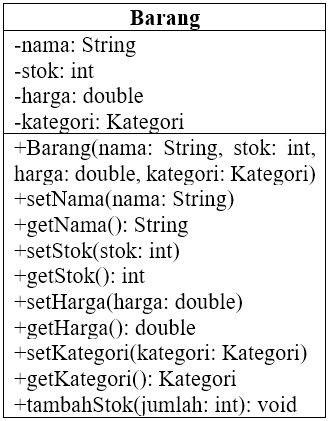 Barang
-nama: String
-stok: int
-harga: double
-kategori: Kategori
+Barang(nama: String, stok: int,
harga: double, kategori: Kategori)
+setNama(nama: String)
+getNama(): String
+setStok(stok: int)
+getStok(): int
+setHarga(harga: double)
+getHarga(): double
+setKategori(kategori: Kategori)
+getKategori(): Kategori
+tambahStok(jumlah: int): void